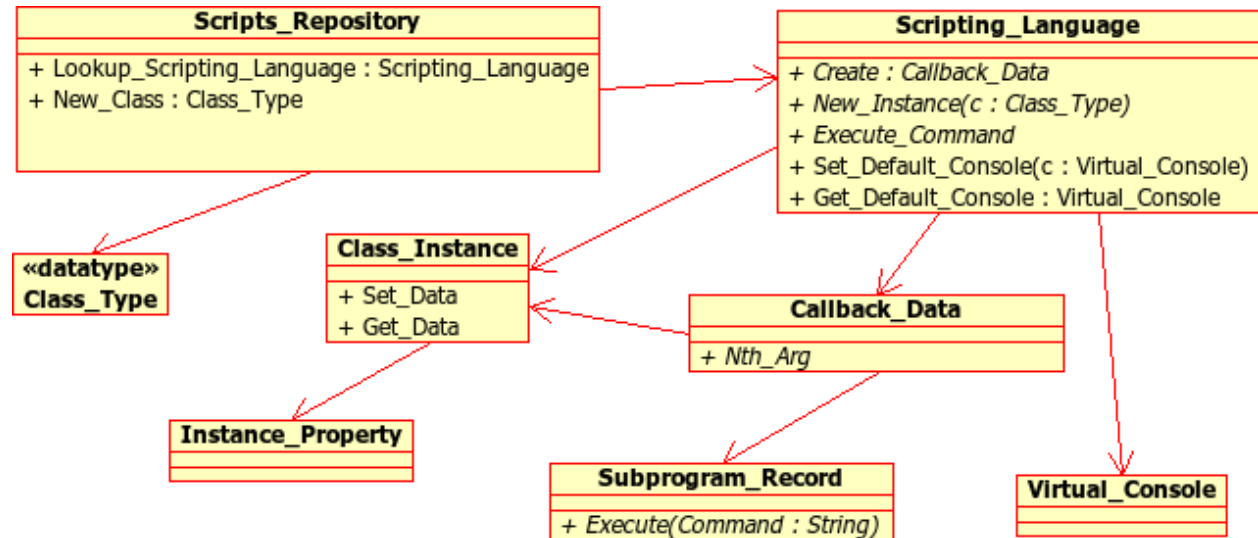 Scripts_Repository
+ Lookup_Scripting_Language : Scripting_Language
+ New_Class : Class_Type
Scripting_Language
+ Create : Callback_Data
+ New_Instance(c : Class_Type)
+ Execute_Command
+ Set_Default_Console(c : Virtual_Console)
+ Get_Default_Console : Virtual_Console
«datatype»
Class_Type
Class_Instance
+ Set_Data
+ Get_Data
Callback_Data
+ Nth_Arg
Instance_Property
Subprogram_Record
+ Execute(Command : String)
Virtual_Console